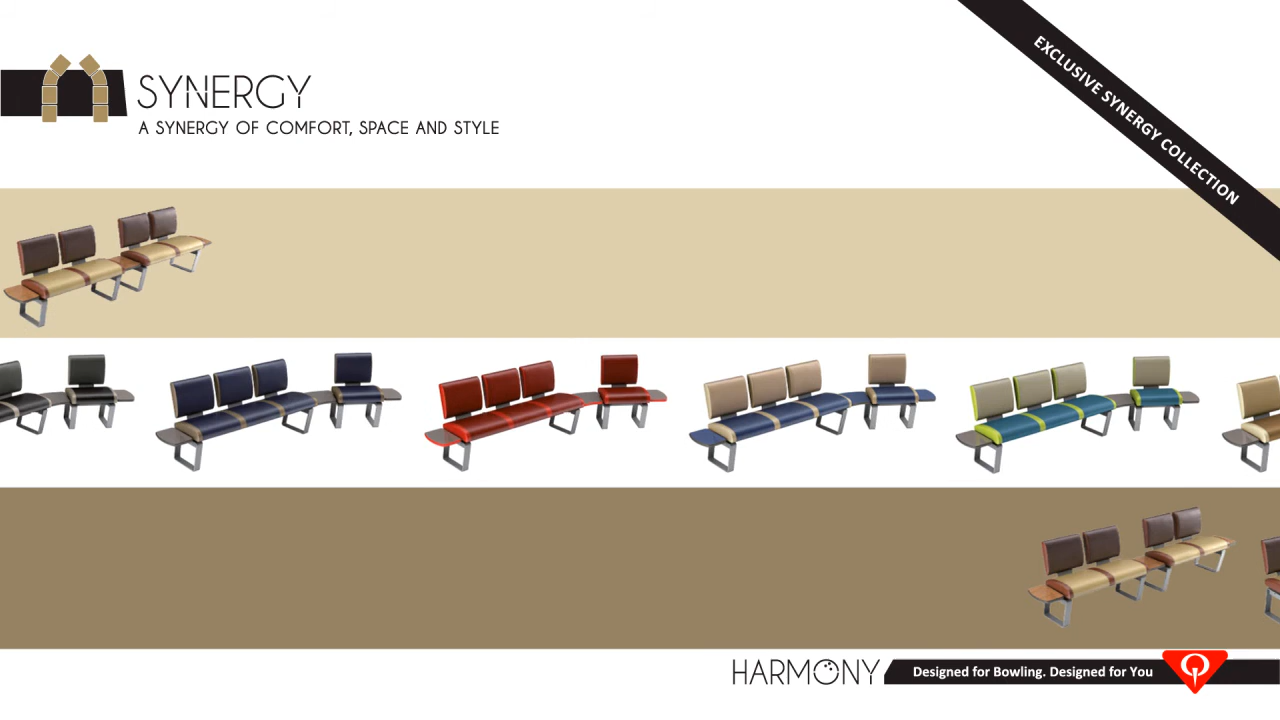 SYNERGY
A SYNERGY OF COMFORT, SPACE AND STYLE
EXCLUSIVE SYNERGY COLLECTION
HARMONY
Designed for Bowling. Designed for You